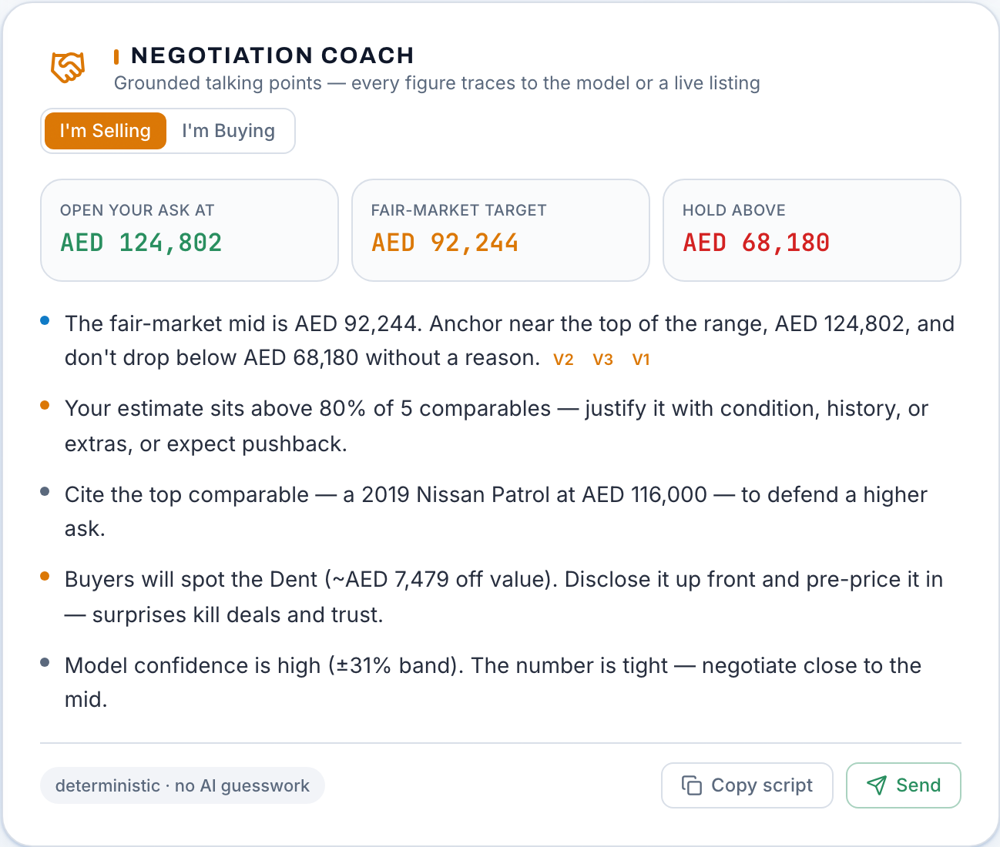 NEGOTIATION COACH
Grounded talking points — every figure traces to the model or a live listing
I'm Selling I'm Buying
OPEN YOUR ASK AT
AED 124,802
FAIR-MARKET TARGET
AED 92,244
HOLD ABOVE
AED 68,180
The fair-market mid is AED 92,244. Anchor near the top of the range, AED 124,802, and
don't drop below AED 68,180 without a reason. V2 V3 V1
Your estimate sits above 80% of 5 comparables — justify it with condition, history, or
extras, or expect pushback.
Cite the top comparable — a 2019 Nissan Patrol at AED 116,000 — to defend a higher
ask.
Buyers will spot the Dent (~AED 7,479 off value). Disclose it up front and pre-price it in
— surprises kill deals and trust.
Model confidence is high (±31% band). The number is tight — negotiate close to the
mid.
deterministic · no AI guesswork
Copy script
Send